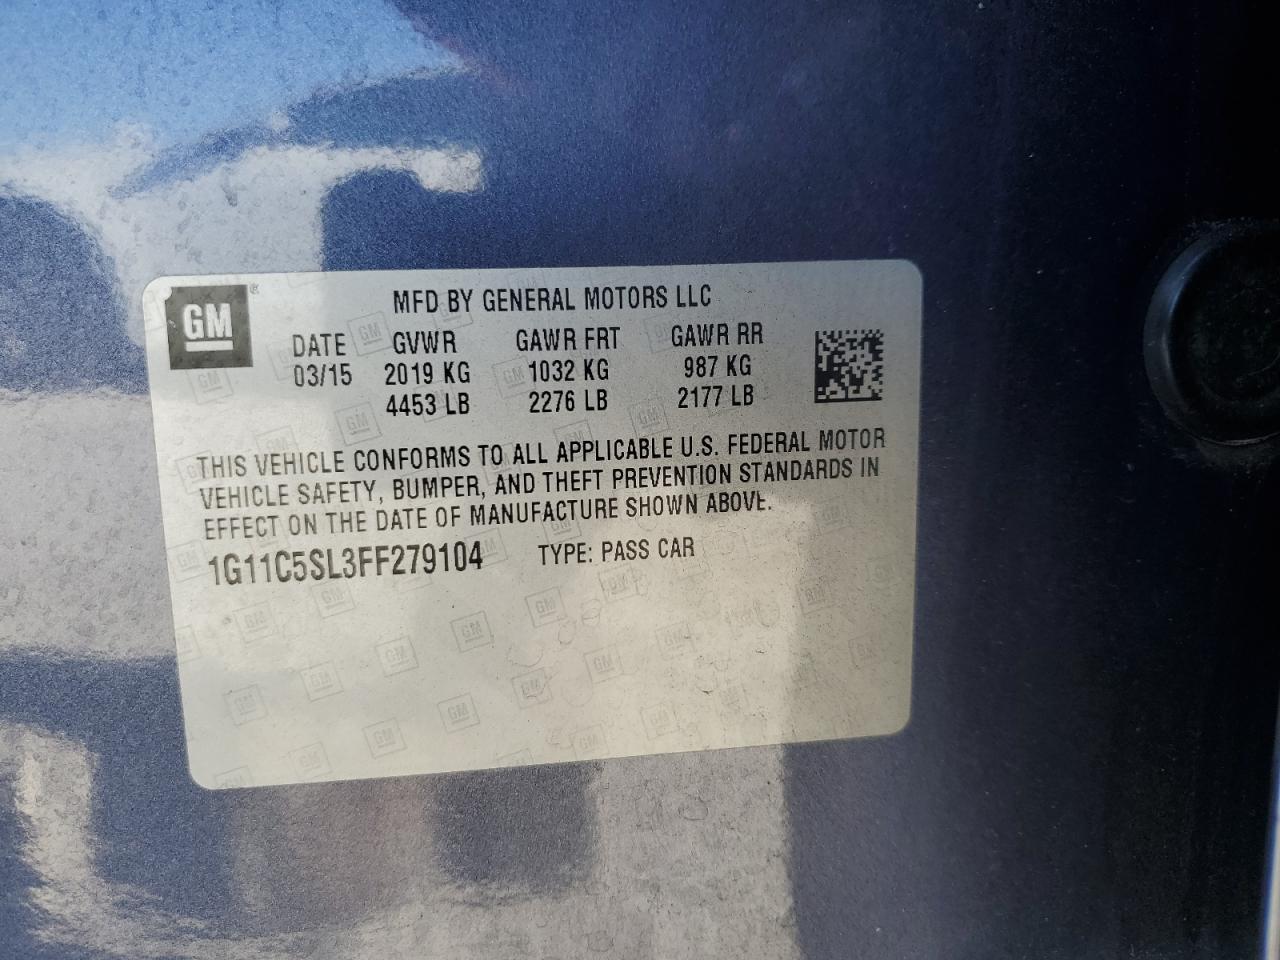 GM ®
MFD BY GENERAL MOTORS LLC
DATE GVWR GAWR FRT GAWR RR
03/15 2019 KG 1032 KG 987 KG
4453 LB 2276 LB 2177 LB
THIS VEHICLE CONFORMS TO ALL APPLICABLE U.S. FEDERAL MOTOR
VEHICLE SAFETY, BUMPER, AND THEFT PREVENTION STANDARDS IN
EFFECT ON THE DATE OF MANUFACTURE SHOWN ABOVE.
1G11C5SL3FF279104 TYPE: PASS CAR